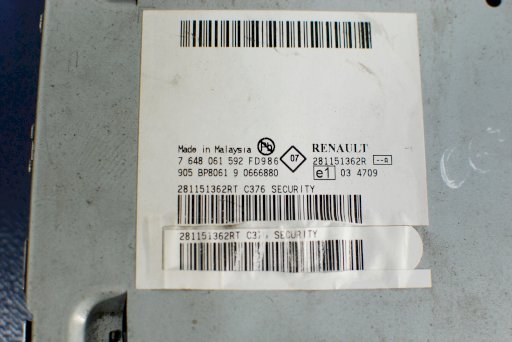 Made in Malaysia Pb RENAULT
7 648 061 592 FD986 07 281151362R --R
905 BP8061 9 0666880 e1 03 4709
281151362RT C376 SECURITY
281151362RT SECURITY